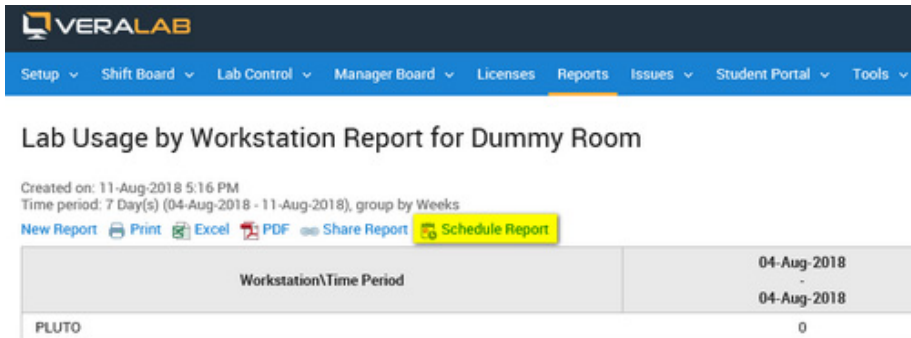 VERALAB
Setup Shift Board Lab Control Manager Board Licenses Reports Issues Student Portal Tools
Lab Usage by Workstation Report for Dummy Room
Created on: 11-Aug-2018 5:16 PM
Time period: 7 Day(s) (04-Aug-2018 - 11-Aug-2018), group by Weeks
New Report Print Excel PDF Share Report Schedule Report
Workstation\Time Period
04-Aug-2018
-
04-Aug-2018
PLUTO 0